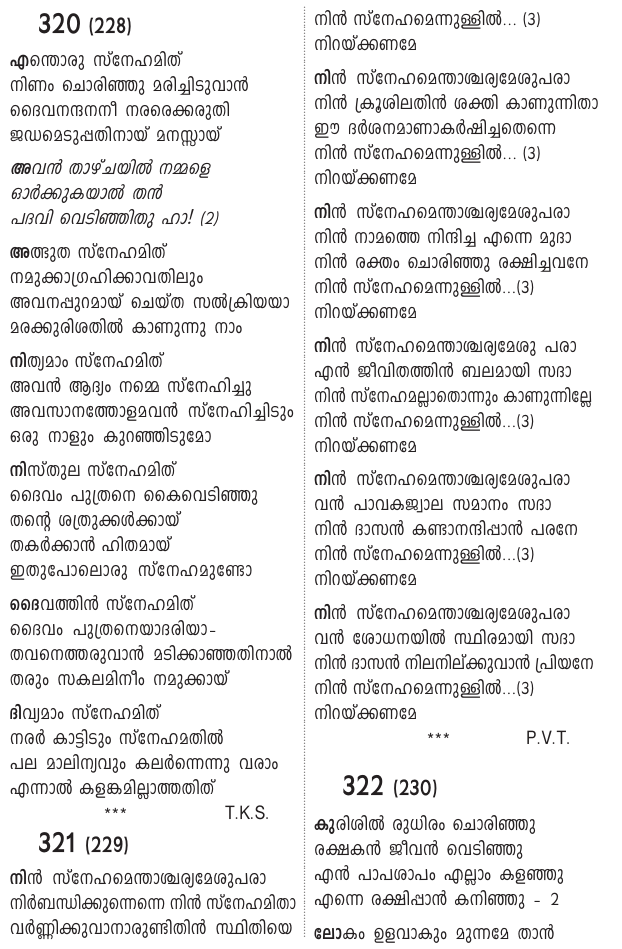 320 (228)
എന്തൊരു സ്നേഹമിത്
നിണം ചൊരിഞ്ഞു മരിച്ചിടുവാൻ
ദൈവനന്ദനനീ നരരെക്കരുതി
ജഡമെടുപ്പതിനായ് മനസ്സായ്
അവൻ താഴ്ചയിൽ നമ്മളെ
ഓർക്കുകയാൽ തൻ
പദവി വെടിഞ്ഞിതു ഹാ! (2)
അത്ഭുത സ്നേഹമിത്
നമുക്കാഗ്രഹിക്കാവതിലും
അവനപ്പുറമായ് ചെയ്ത സൽക്രിയയാ
മരക്കുരിശതിൽ കാണുന്നു നാം
നിത്യമാം സ്നേഹമിത്
അവൻ ആദ്യം നമ്മെ സ്നേഹിച്ചു
അവസാനത്തോളമവൻ സ്നേഹിച്ചിടും
ഒരു നാളും കുറഞ്ഞിടുമോ
നിസ്തുല സ്നേഹമിത്
ദൈവം പുത്രനെ കൈവെടിഞ്ഞു
തന്റെ ശത്രുക്കൾക്കായ്
തകർക്കാൻ ഹിതമായ്
ഇതുപോലൊരു സ്നേഹമുണ്ടോ
ദൈവത്തിൻ സ്നേഹമിത്
ദൈവം പുത്രനെയാദരിയാ-
തവനെത്തരുവാൻ മടിക്കാഞ്ഞതിനാൽ
തരും സകലമിനീം നമുക്കായ്
ദിവ്യമാം സ്നേഹമിത്
നരർ കാട്ടിടും സ്നേഹമതിൽ
പല മാലിന്യവും കലർന്നെന്നു വരാം
എന്നാൽ കളങ്കമില്ലാത്തതിത്
*** T.K.S.
321 (229)
നിൻ സ്നേഹമെന്താശ്ചര്യമേശുപരാ
നിർബന്ധിക്കുന്നെന്നെ നിൻ സ്നേഹമിതാ
വർണ്ണിക്കുവാനാരുണ്ടിതിൻ സ്ഥിതിയെ
നിൻ സ്നേഹമെന്നുള്ളിൽ... (3)
നിറയ്ക്കണമേ
നിൻ സ്നേഹമെന്താശ്ചര്യമേശുപരാ
നിൻ ക്രൂശിലതിൻ ശക്തി കാണുന്നിതാ
ഈ ദർശനമാണാകർഷിച്ചതെന്നെ
നിൻ സ്നേഹമെന്നുള്ളിൽ... (3)
നിറയ്ക്കണമേ
നിൻ സ്നേഹമെന്താശ്ചര്യമേശുപരാ
നിൻ നാമത്തെ നിന്ദിച്ച എന്നെ മുദാ
നിൻ രക്തം ചൊരിഞ്ഞു രക്ഷിച്ചവനേ
നിൻ സ്നേഹമെന്നുള്ളിൽ...(3)
നിറയ്ക്കണമേ
നിൻ സ്നേഹമെന്താശ്ചര്യമേശു പരാ
എൻ ജീവിതത്തിൻ ബലമായി സദാ
നിൻ സ്നേഹമല്ലാതൊന്നും കാണുന്നില്ലേ
നിൻ സ്നേഹമെന്നുള്ളിൽ...(3)
നിറയ്ക്കണമേ
നിൻ സ്നേഹമെന്താശ്ചര്യമേശുപരാ
വൻ പാവകജ്വാല സമാനം സദാ
നിൻ ദാസൻ കണ്ടാനന്ദിപ്പാൻ പരനേ
നിൻ സ്നേഹമെന്നുള്ളിൽ...(3)
നിറയ്ക്കണമേ
നിൻ സ്നേഹമെന്താശ്ചര്യമേശുപരാ
വൻ ശോധനയിൽ സ്ഥിരമായി സദാ
നിൻ ദാസൻ നിലനില്ക്കുവാൻ പ്രിയനേ
നിൻ സ്നേഹമെന്നുള്ളിൽ...(3)
നിറയ്ക്കണമേ
*** P.V.T.
322 (230)
കുരിശിൽ രുധിരം ചൊരിഞ്ഞു
രക്ഷകൻ ജീവൻ വെടിഞ്ഞു
എൻ പാപശാപം എല്ലാം കളഞ്ഞു
എന്നെ രക്ഷിപ്പാൻ കനിഞ്ഞു - 2
ലോകം ഉളവാകും മുന്നമേ താൻ